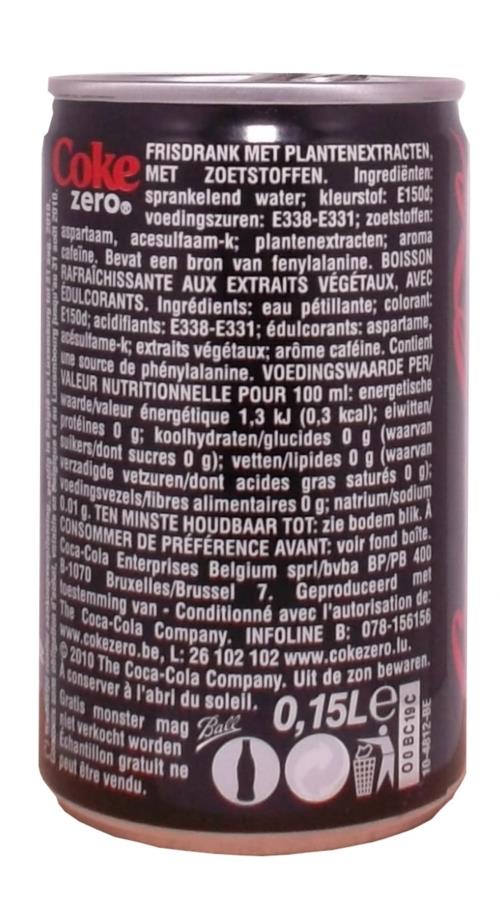 Coke
zero®
FRISDRANK MET PLANTENEXTRACTEN,
MET ZOETSTOFFEN. Ingrediënten:
sprankelend water; kleurstof: E150d;
voedingszuren: E338-E331; zoetstoffen:
aspartaam, acesulfaam-k; plantenextracten; aroma
cafeïne. Bevat een bron van fenylalanine. BOISSON
RAFRAÎCHISSANTE AUX EXTRAITS VÉGÉTAUX, AVEC
ÉDULCORANTS. Ingrédients: eau pétillante; colorant:
E150d; acidifiants: E338-E331; édulcorants: aspartame,
acésulfame-k; extraits végétaux; arôme caféine. Contient
une source de phénylalanine. VOEDINGSWAARDE PER/
VALEUR NUTRITIONNELLE POUR 100 ml: energetische
waarde/valeur énergétique 1,3 kJ (0,3 kcal); eiwitten/
protéines 0 g; koolhydraten/glucides 0 g (waarvan
suikers/dont sucres 0 g); vetten/lipides 0 g (waarvan
verzadigde vetzuren/dont acides gras saturés 0 g);
voedingsvezels/fibres alimentaires 0 g; natrium/sodium
0.01 g. TEN MINSTE HOUDBAAR TOT: zie bodem blik. À
CONSOMMER DE PRÉFÉRENCE AVANT: voir fond boîte.
Coca-Cola Enterprises Belgium sprl/bvba BP/PB 400
B-1070 Bruxelles/Brussel 7. Geproduceerd met
toestemming van - Conditionné avec l'autorisation de:
The Coca-Cola Company. INFOLINE B: 078-156156
www.cokezero.be, L: 26 102 102 www.cokezero.lu.
© 2010 The Coca-Cola Company. Uit de zon bewaren.
À conserver à l'abri du soleil.
Gratis monster mag
niet verkocht worden
Échantillon gratuit ne
peut être vendu.
Ball
0,15L e
0 0 BC19C
10-4812-BE